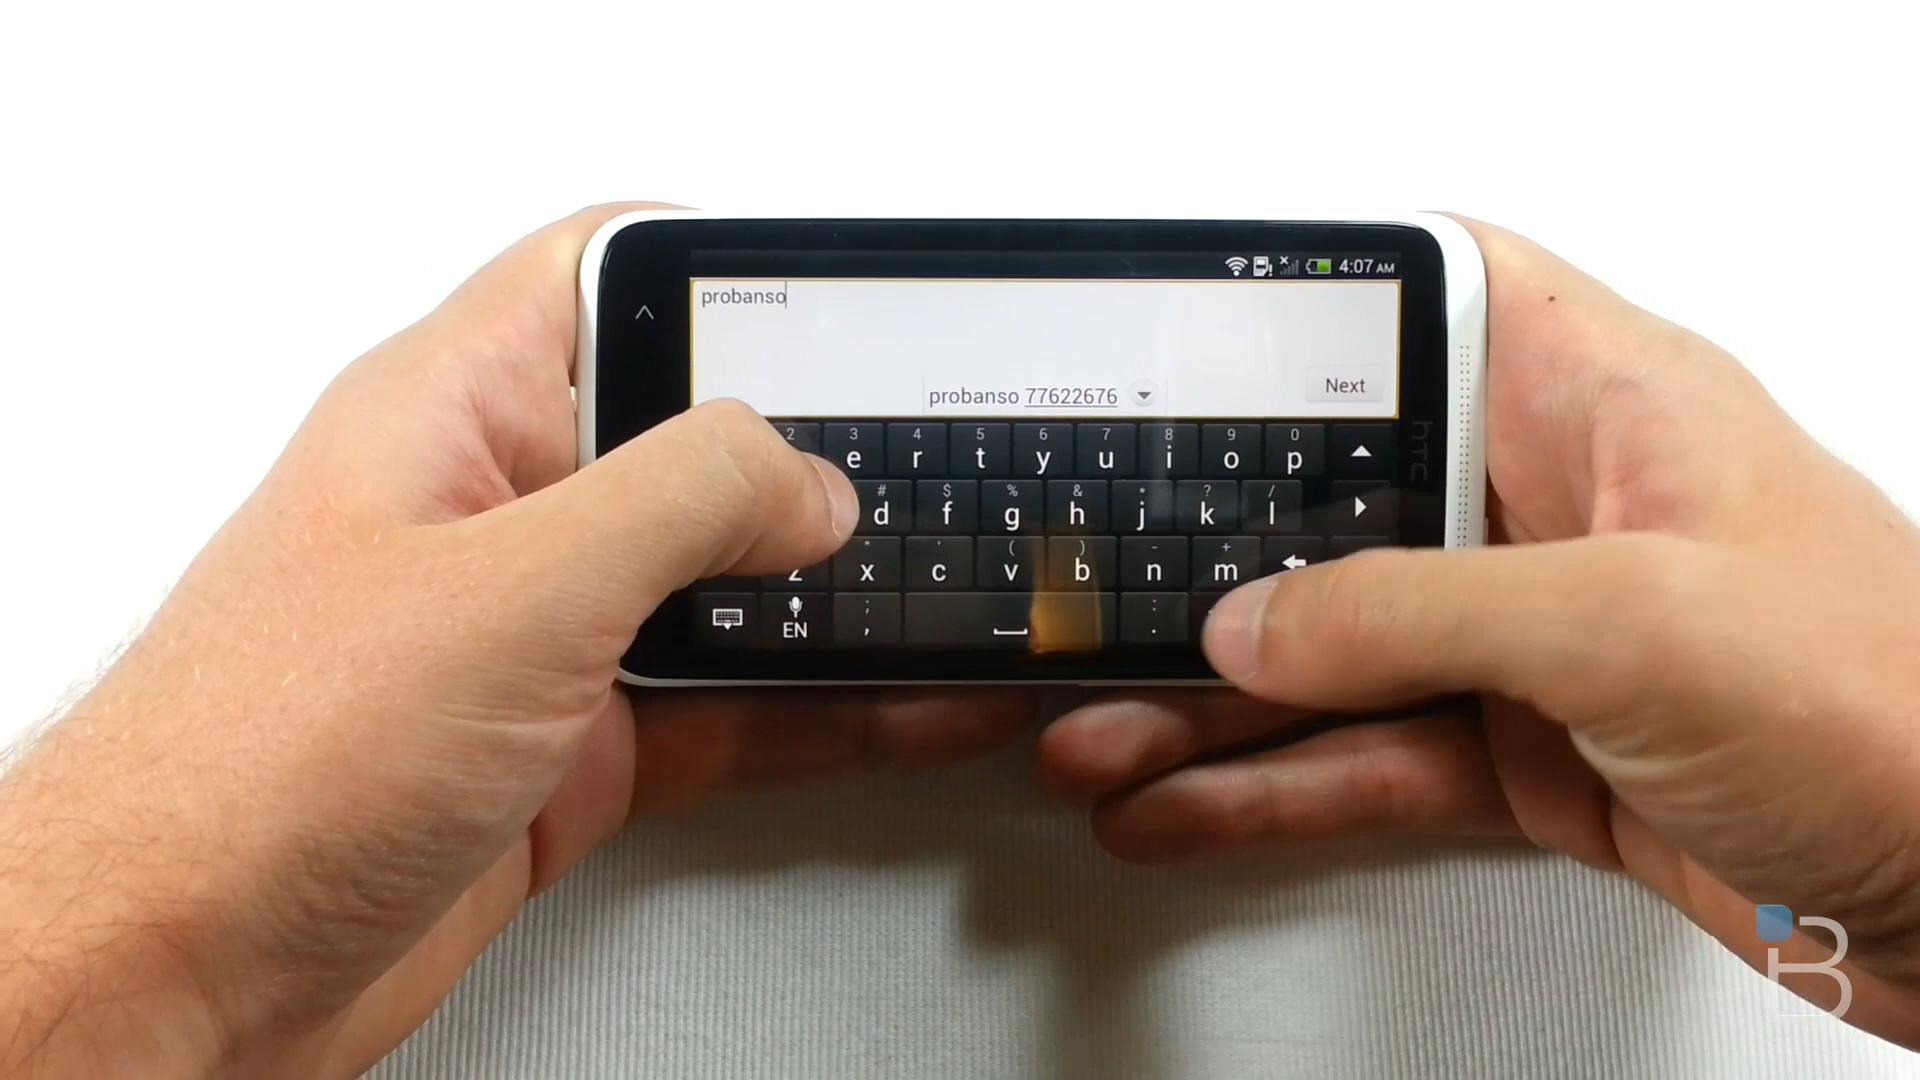 4:07 AM
probanso
probanso 77622676
Next
2 3 4 5 6 7 8 9 0
e r t y u i o p
# $ % & * ? /
d f g h j k l
" ' ( ) - +
z x c v b n m
EN ; , : .
hTC
B